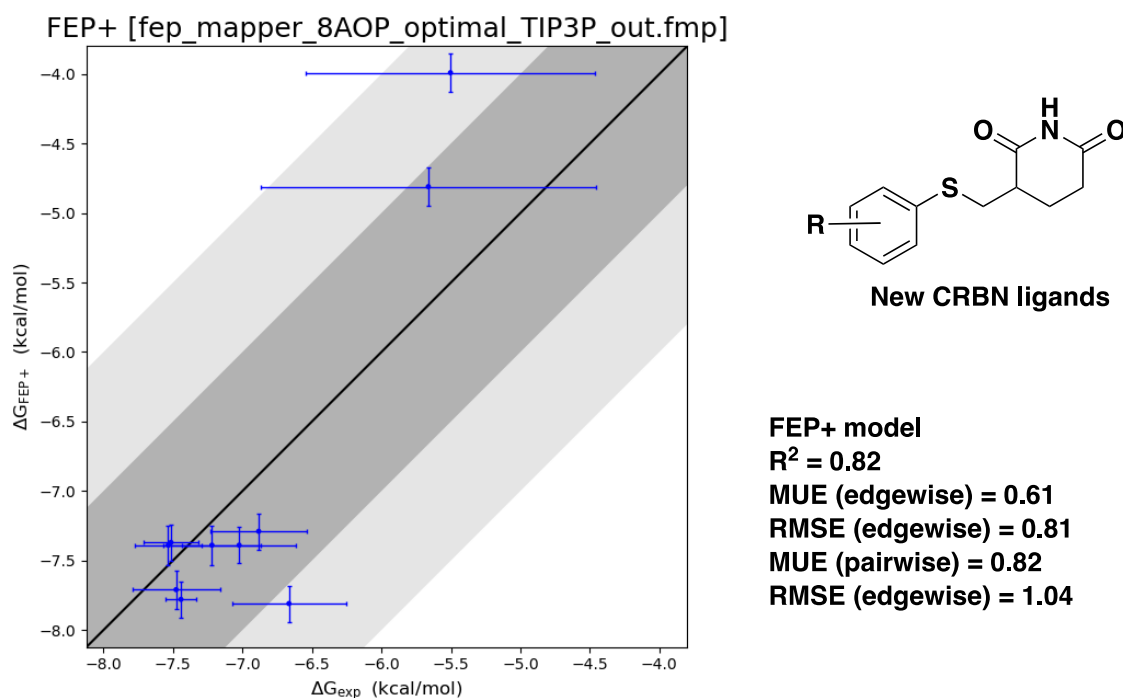 FEP+ [fep_mapper_8AOP_optimal_TIP3P_out.fmp]
−4.0
−4.5
−5.0
−5.5
−6.0
−6.5
−7.0
−7.5
−8.0
ΔG_FEP+ (kcal/mol)
−8.0 −7.5 −7.0 −6.5 −6.0 −5.5 −5.0 −4.5 −4.0
ΔG_exp (kcal/mol)
H
O N O
S
R
New CRBN ligands
FEP+ model
R² = 0.82
MUE (edgewise) = 0.61
RMSE (edgewise) = 0.81
MUE (pairwise) = 0.82
RMSE (edgewise) = 1.04